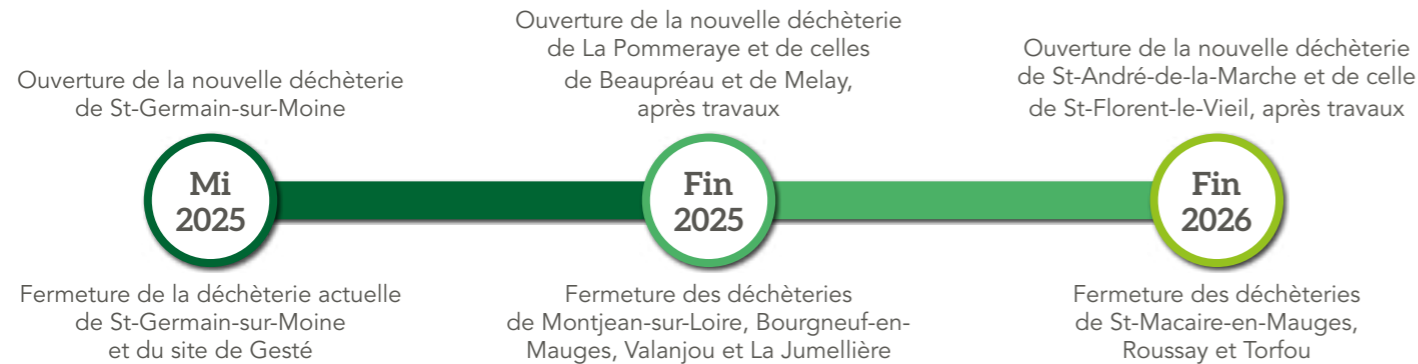 Ouverture de la nouvelle déchèterie
de St-Germain-sur-Moine
Mi
2025
Fermeture de la déchèterie actuelle
de St-Germain-sur-Moine
et du site de Gesté
Ouverture de la nouvelle déchèterie
de La Pommeraye et de celles
de Beaupréau et de Melay,
après travaux
Fin
2025
Fermeture des déchèteries
de Montjean-sur-Loire, Bourgneuf-en-
Mauges, Valanjou et La Jumellière
Ouverture de la nouvelle déchèterie
de St-André-de-la-Marche et de celle
de St-Florent-le-Vieil, après travaux
Fin
2026
Fermeture des déchèteries
de St-Macaire-en-Mauges,
Roussay et Torfou